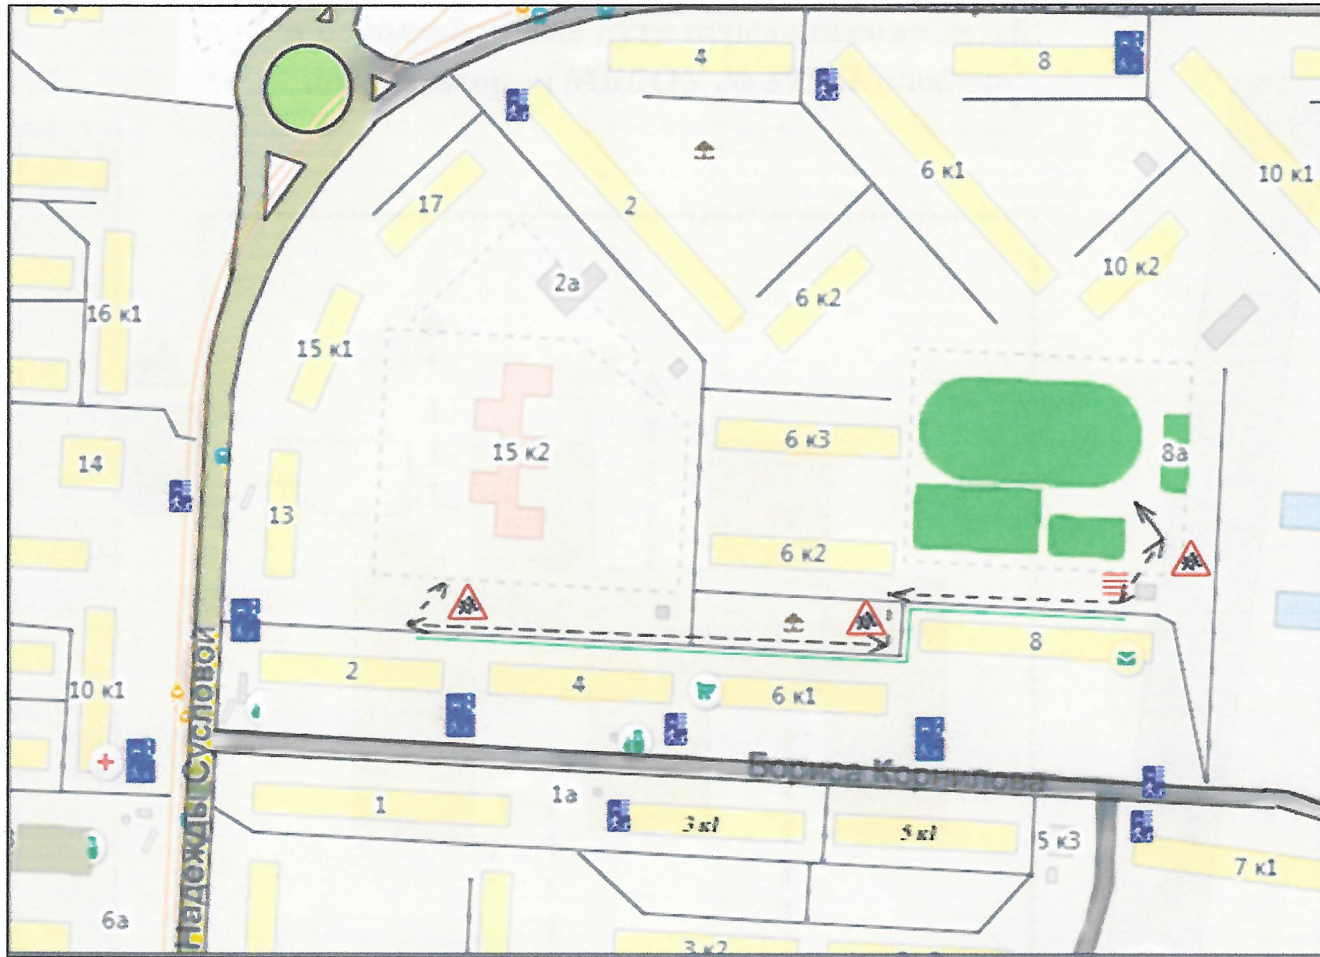 4
8
6 к1
10 к1
17
2
2а
10 к2
6 к2
16 к1
15 к1
6 к3
14
15 к2
8а
13
6 к2
8
2
4
6 к1
10 к1
Надежды Сусловой
Бориса Корнилова
1
1а
3 к1
5 к1
5 к3
7 к1
6а
3 к2